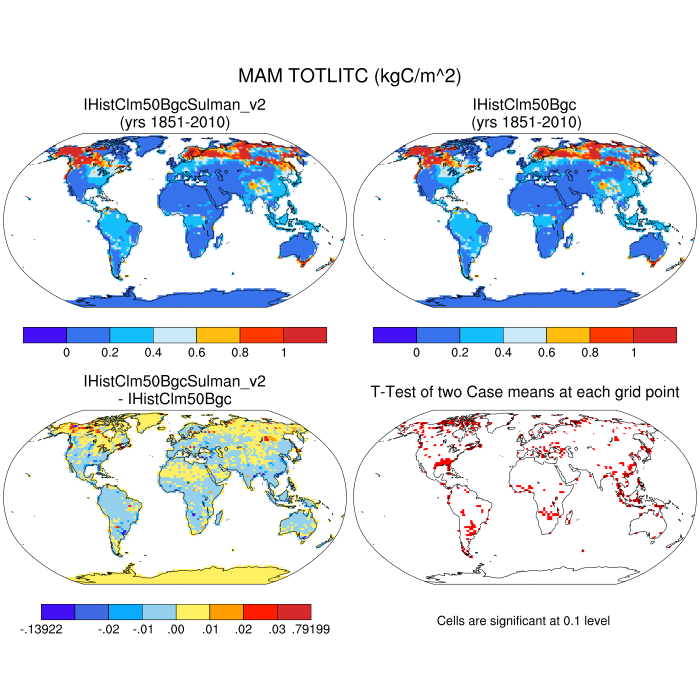 MAM TOTLITC (kgC/m^2)
IHistClm50BgcSulman_v2
(yrs 1851-2010)
IHistClm50Bgc
(yrs 1851-2010)
0 0.2 0.4 0.6 0.8 1
0 0.2 0.4 0.6 0.8 1
IHistClm50BgcSulman_v2
- IHistClm50Bgc
T-Test of two Case means at each grid point
-.13922 -.02 -.01 .00 .01 .02 .03 .79199
Cells are significant at 0.1 level